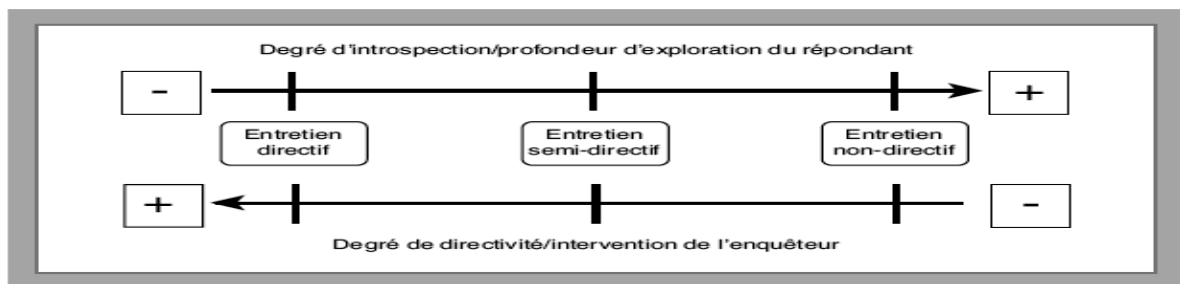 Degré d'introspection/profondeur d'exploration du répondant
- +
Entretien directif
Entretien semi-directif
Entretien non-directif
+ -
Degré de directivité/intervention de l'enquêteur